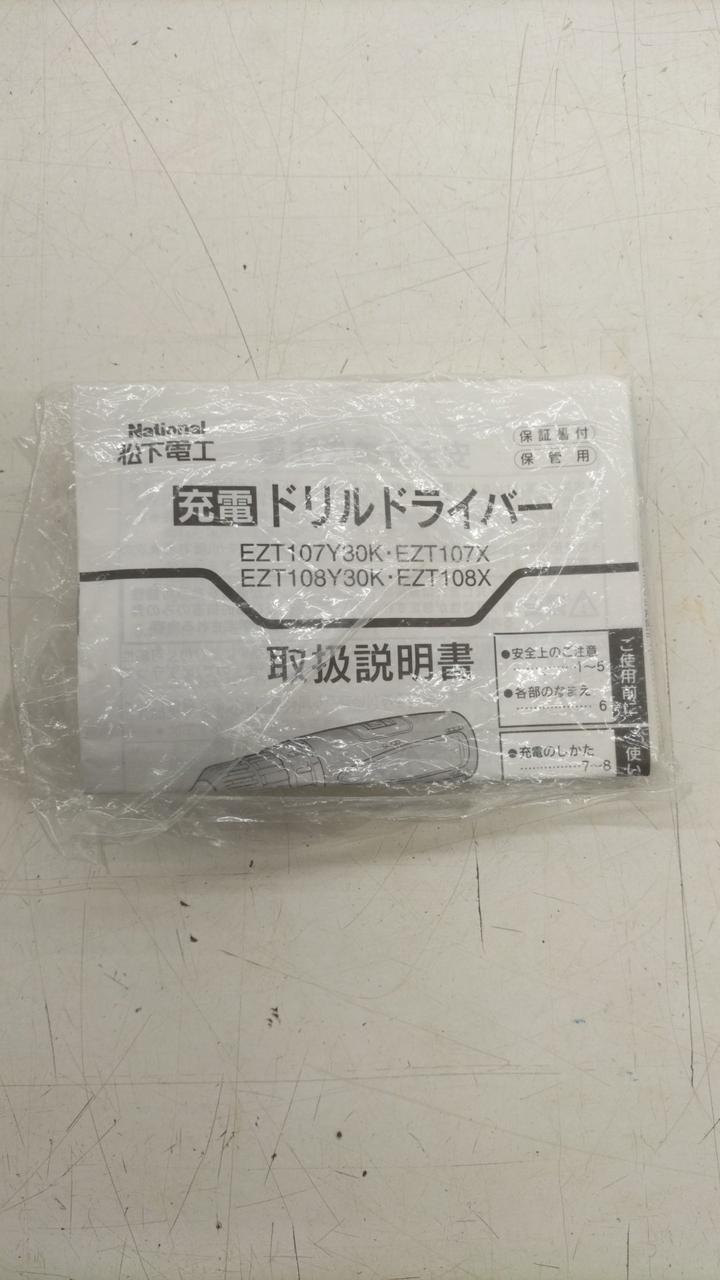 National
松下電工
保証書付
保管用
充電ドリルドライバー
EZT107Y30K・EZT107X
EZT108Y30K・EZT108X
取扱説明書
●安全上のご注意
1〜5
●各部のなまえ
6
●充電のしかた
7〜8
ご使用前に
使い